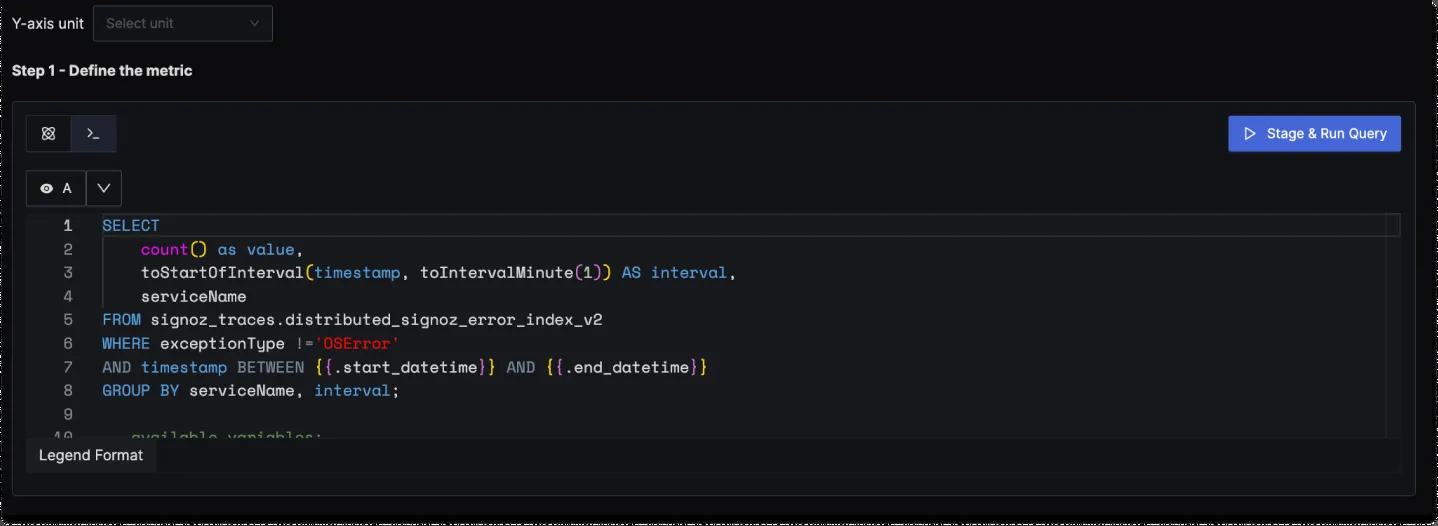 Y-axis unit Select unit
Step 1 - Define the metric
Stage & Run Query
A
1 SELECT
2     count() as value,
3     toStartOfInterval(timestamp, toIntervalMinute(1)) AS interval,
4     serviceName
5 FROM signoz_traces.distributed_signoz_error_index_v2
6 WHERE exceptionType !='OSError'
7 AND timestamp BETWEEN {{.start_datetime}} AND {{.end_datetime}}
8 GROUP BY serviceName, interval;
9
10 available variables:
Legend Format